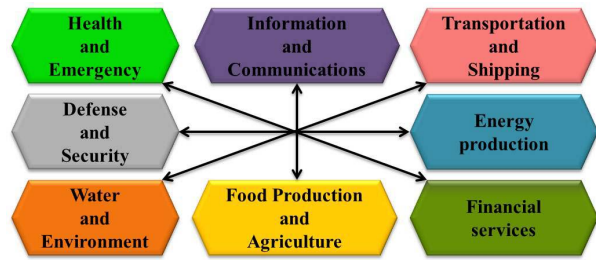 Health
and
Emergency
Information
and
Communications
Transportation
and
Shipping
Defense
and
Security
Energy
production
Water
and
Environment
Food Production
and
Agriculture
Financial
services